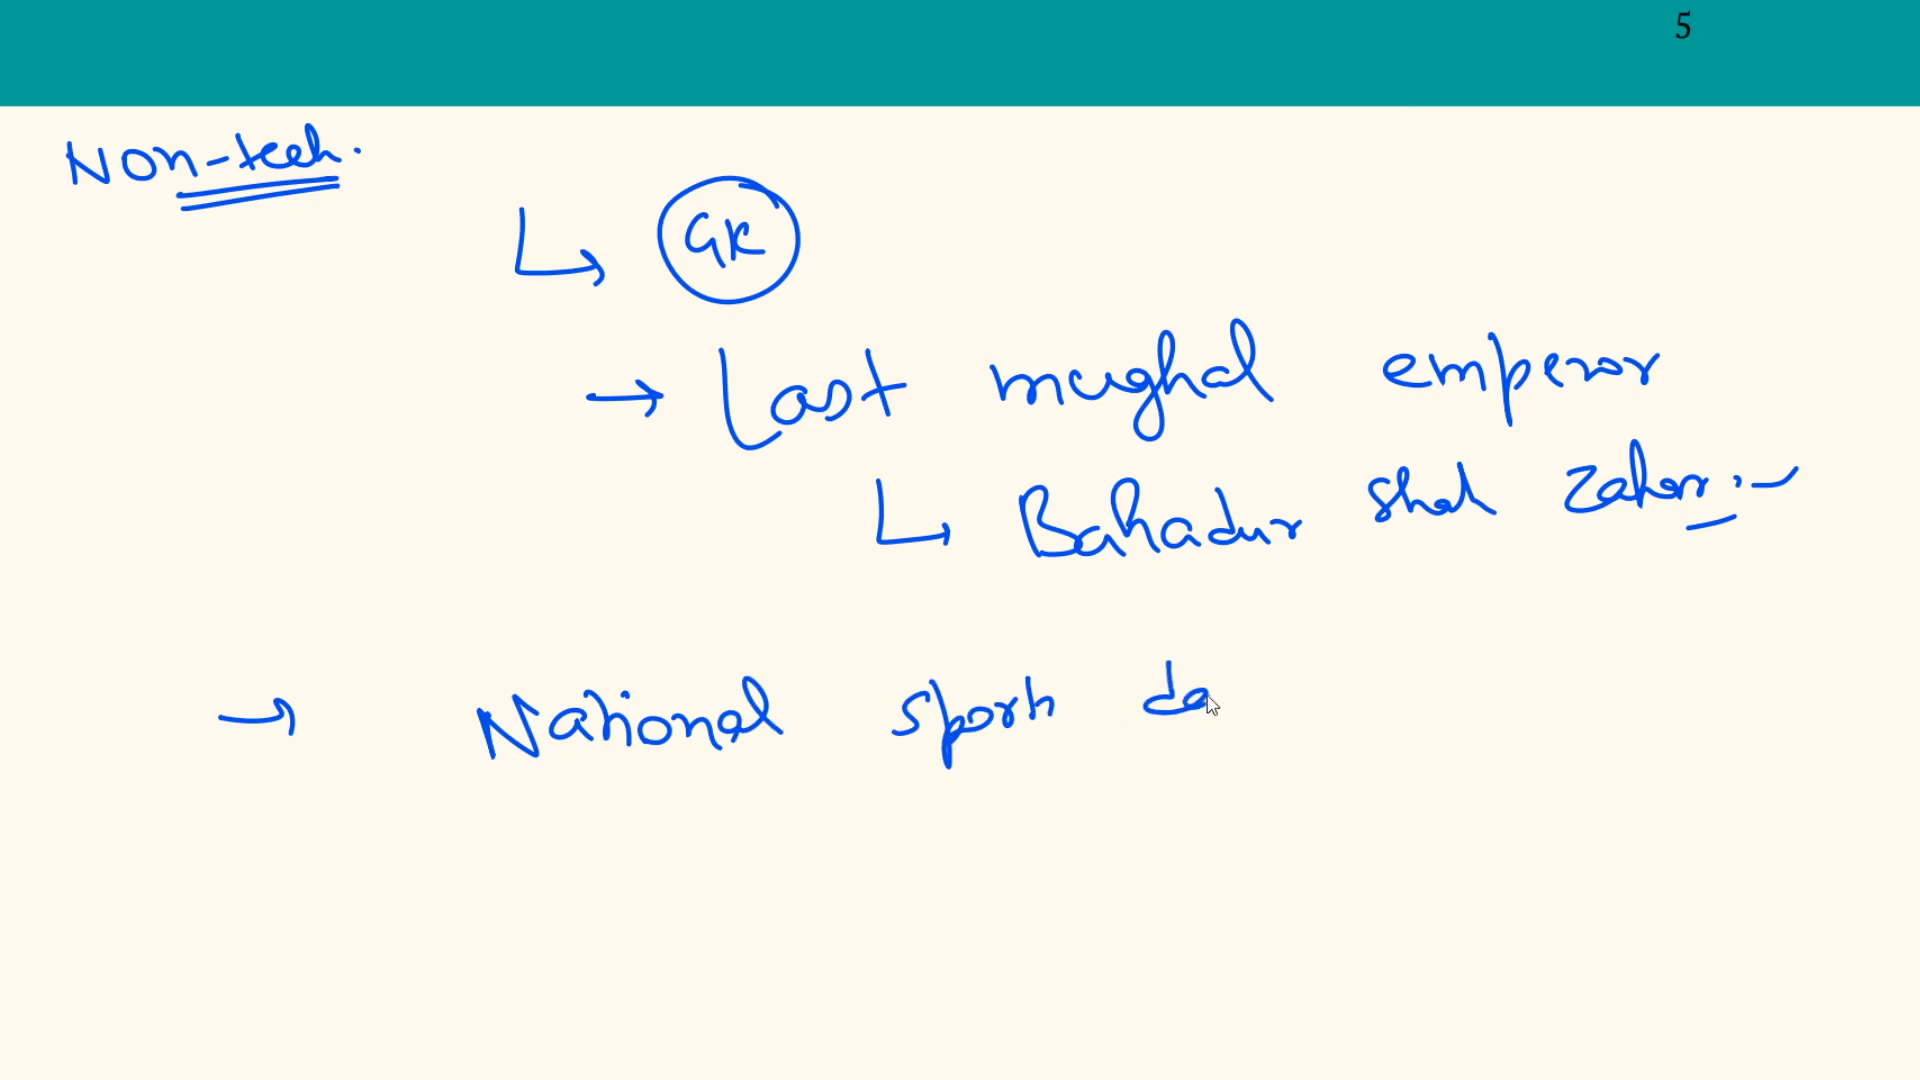 5
Non-tech.
GK
Last mughal emperor
Bahadur shah Zafar :-
National sports da